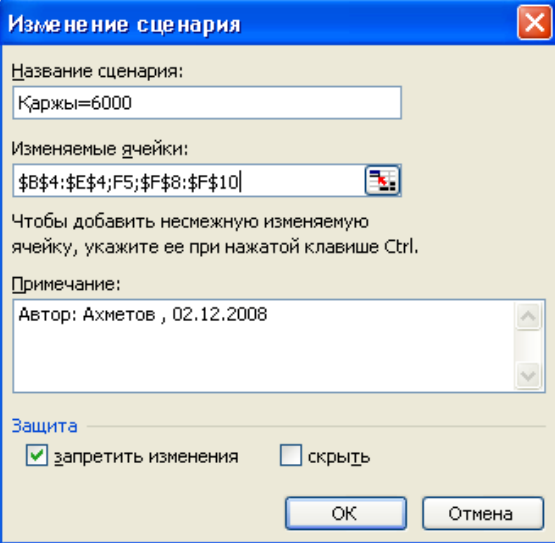 Изменение сценария
Название сценария:
Қаржы=6000
Изменяемые ячейки:
$B$4:$E$4;F5;$F$8:$F$10
Чтобы добавить несмежную изменяемую
ячейку, укажите ее при нажатой клавише Ctrl.
Примечание:
Автор: Ахметов , 02.12.2008
Защита
запретить изменения скрыть
ОК Отмена